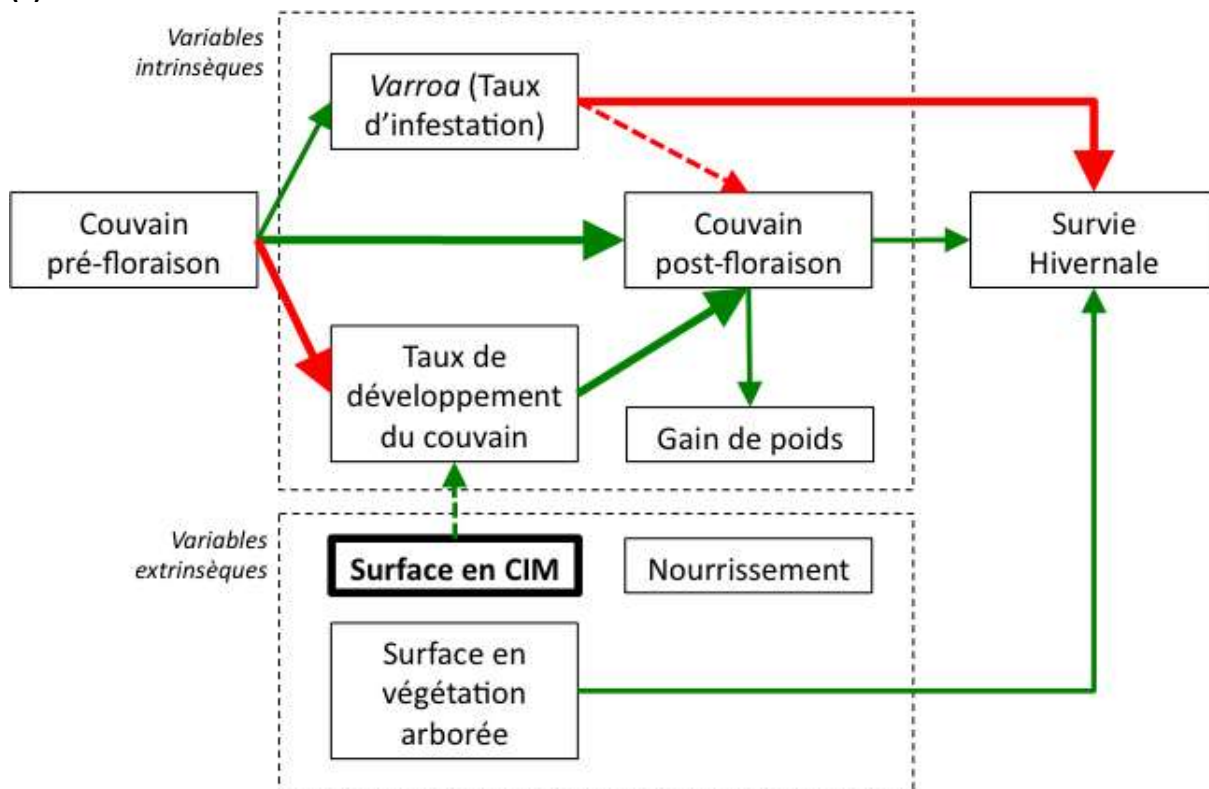 Variables
intrinsèques
Varroa (Taux
d'infestation)
Couvain
pré-floraison
Couvain
post-floraison
Survie
Hivernale
Taux de
développement
du couvain
Gain de poids
Variables
extrinsèques
Surface en CIM
Nourrissement
Surface en
végétation
arborée